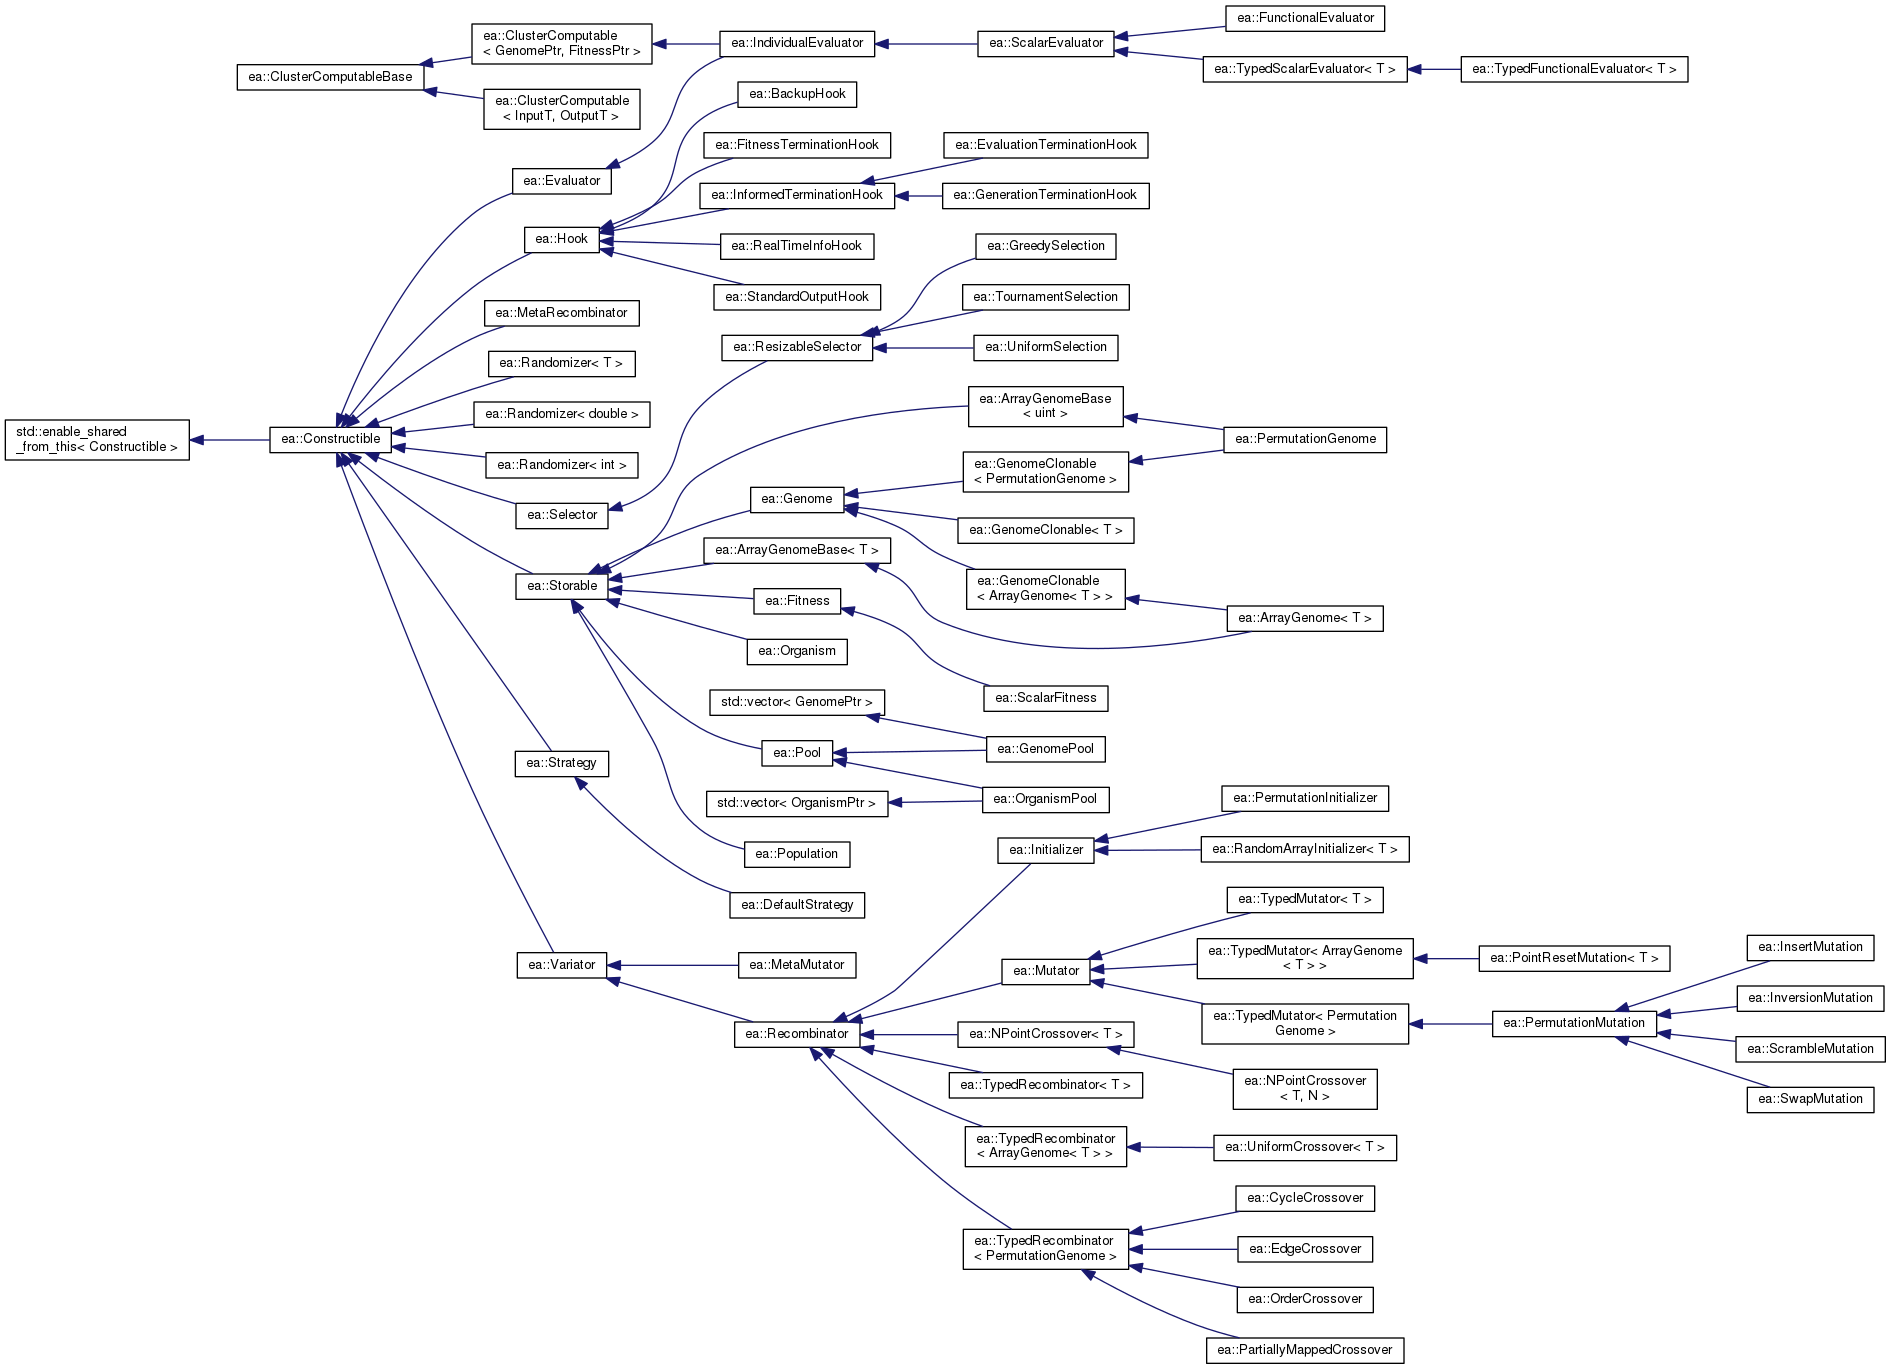 ea::FunctionalEvaluator
ea::ClusterComputable
< GenomePtr, FitnessPtr >
ea::IndividualEvaluator
ea::ScalarEvaluator
ea::TypedScalarEvaluator< T >
ea::TypedFunctionalEvaluator< T >
ea::ClusterComputableBase
ea::ClusterComputable
< InputT, OutputT >
ea::BackupHook
ea::FitnessTerminationHook
ea::EvaluationTerminationHook
ea::Evaluator
ea::InformedTerminationHook
ea::GenerationTerminationHook
ea::Hook
ea::RealTimeInfoHook
ea::GreedySelection
ea::StandardOutputHook
ea::TournamentSelection
ea::MetaRecombinator
ea::ResizableSelector
ea::UniformSelection
ea::Randomizer< T >
ea::Randomizer< double >
ea::ArrayGenomeBase
< uint >
std::enable_shared
_from_this< Constructible >
ea::Constructible
ea::PermutationGenome
ea::Randomizer< int >
ea::GenomeClonable
< PermutationGenome >
ea::Genome
ea::Selector
ea::GenomeClonable< T >
ea::ArrayGenomeBase< T >
ea::Storable
ea::GenomeClonable
< ArrayGenome< T > >
ea::Fitness
ea::ArrayGenome< T >
ea::Organism
std::vector< GenomePtr >
ea::ScalarFitness
ea::Pool
ea::GenomePool
ea::Strategy
std::vector< OrganismPtr >
ea::OrganismPool
ea::PermutationInitializer
ea::Population
ea::Initializer
ea::RandomArrayInitializer< T >
ea::DefaultStrategy
ea::TypedMutator< T >
ea::Variator
ea::MetaMutator
ea::Mutator
ea::TypedMutator< ArrayGenome
< T > >
ea::PointResetMutation< T >
ea::InsertMutation
ea::InversionMutation
ea::Recombinator
ea::NPointCrossover< T >
ea::TypedMutator< Permutation
Genome >
ea::PermutationMutation
ea::ScrambleMutation
ea::TypedRecombinator< T >
ea::NPointCrossover
< T, N >
ea::SwapMutation
ea::TypedRecombinator
< ArrayGenome< T > >
ea::UniformCrossover< T >
ea::CycleCrossover
ea::TypedRecombinator
< PermutationGenome >
ea::EdgeCrossover
ea::OrderCrossover
ea::PartiallyMappedCrossover